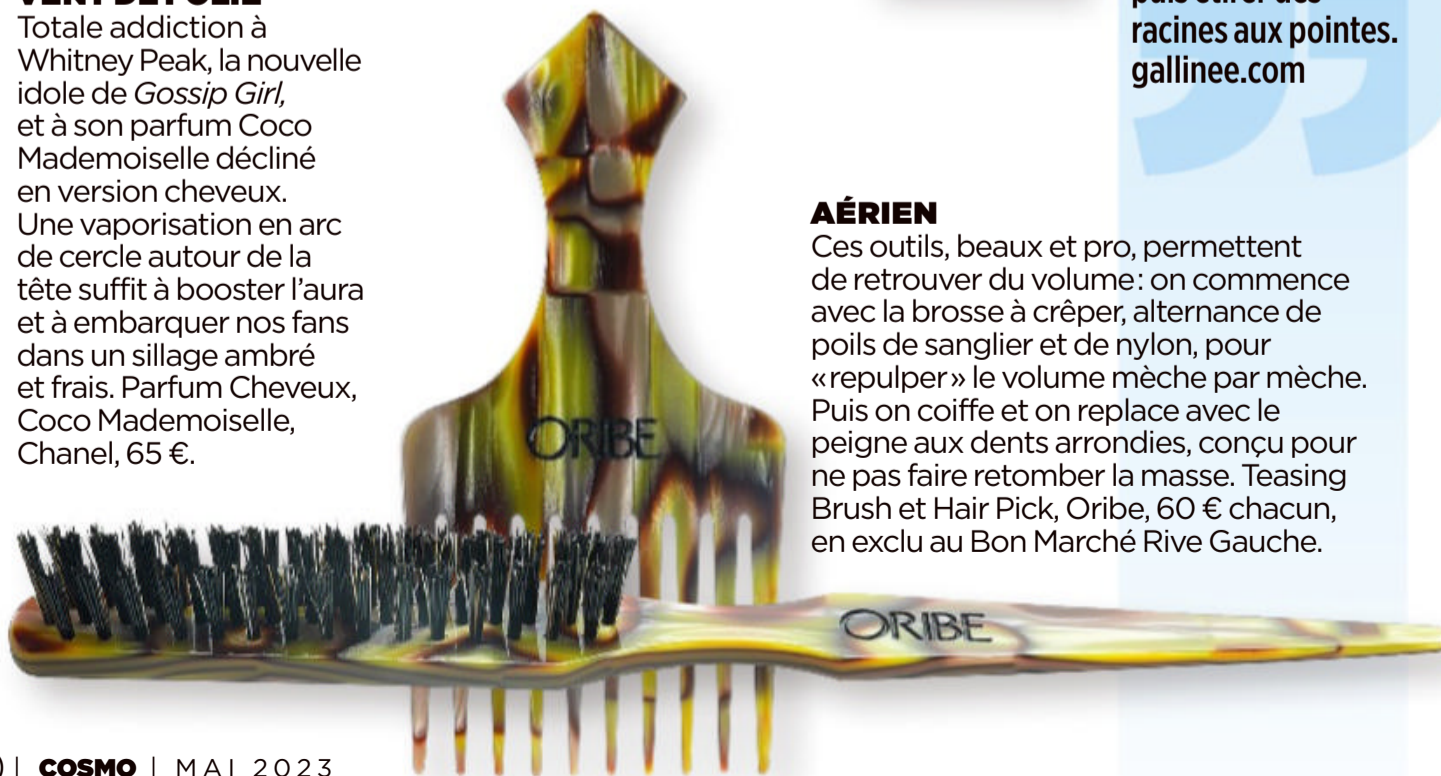 VENT DE FOLIE
Totale addiction à
Whitney Peak, la nouvelle
idole de Gossip Girl,
et à son parfum Coco
Mademoiselle décliné
en version cheveux.
Une vaporisation en arc
de cercle autour de la
tête suffit à booster l’aura
et à embarquer nos fans
dans un sillage ambré
et frais. Parfum Cheveux,
Coco Mademoiselle,
Chanel, 65 €.
puis étirer des
racines aux pointes.
gallinee.com
AÉRIEN
Ces outils, beaux et pro, permettent
de retrouver du volume : on commence
avec la brosse à crêper, alternance de
poils de sanglier et de nylon, pour
« repulper » le volume mèche par mèche.
Puis on coiffe et on replace avec le
peigne aux dents arrondies, conçu pour
ne pas faire retomber la masse. Teasing
Brush et Hair Pick, Oribe, 60 € chacun,
en exclu au Bon Marché Rive Gauche.
ORIBE
ORIBE
| COSMO | MAI 2023